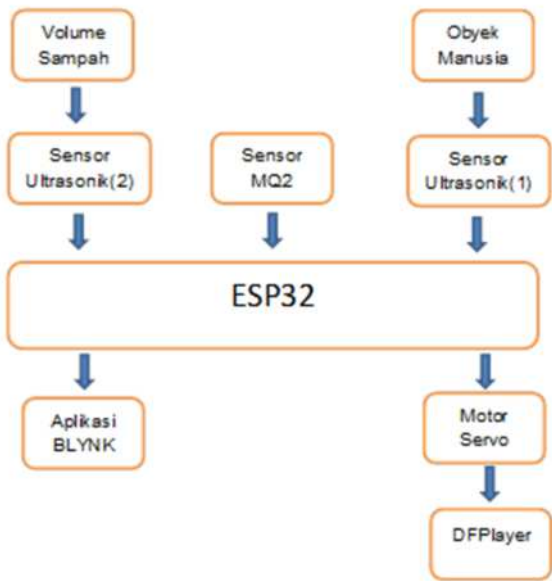 Volume
Sampah
Obyek
Manusia
Sensor
Ultrasonik(2)
Sensor
MQ2
Sensor
Ultrasonik(1)
ESP32
Aplikasi
BLYNK
Motor
Servo
DFPlayer